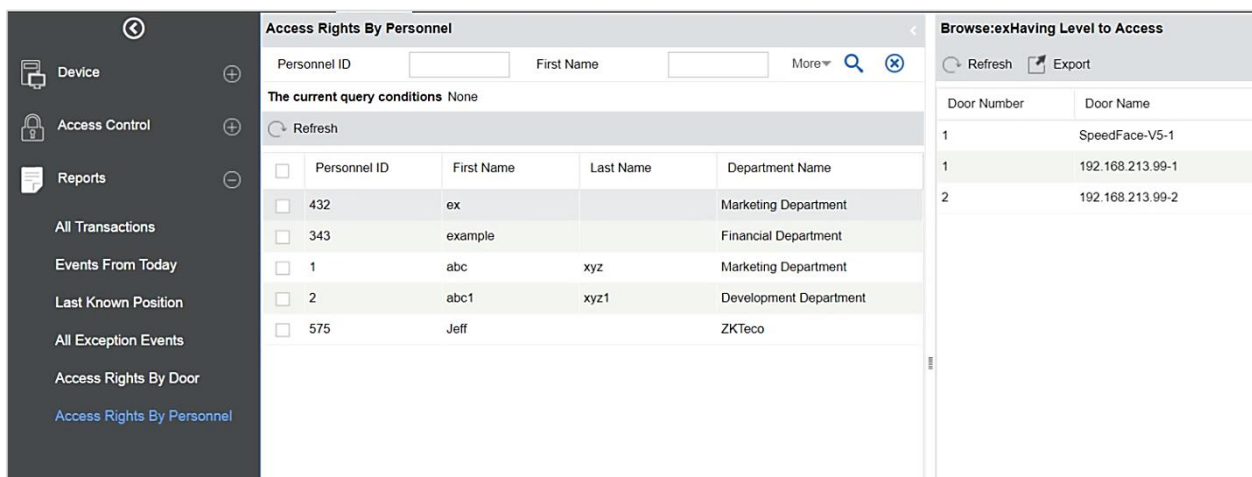 Device
Access Control
Reports
All Transactions
Events From Today
Last Known Position
All Exception Events
Access Rights By Door
Access Rights By Personnel
Access Rights By Personnel
Personnel ID First Name More
The current query conditions None
Refresh
Personnel ID First Name Last Name Department Name
432 ex Marketing Department
343 example Financial Department
1 abc xyz Marketing Department
2 abc1 xyz1 Development Department
575 Jeff ZKTeco
Browse:exHaving Level to Access
Refresh Export
Door Number Door Name
1 SpeedFace-V5-1
1 192.168.213.99-1
2 192.168.213.99-2